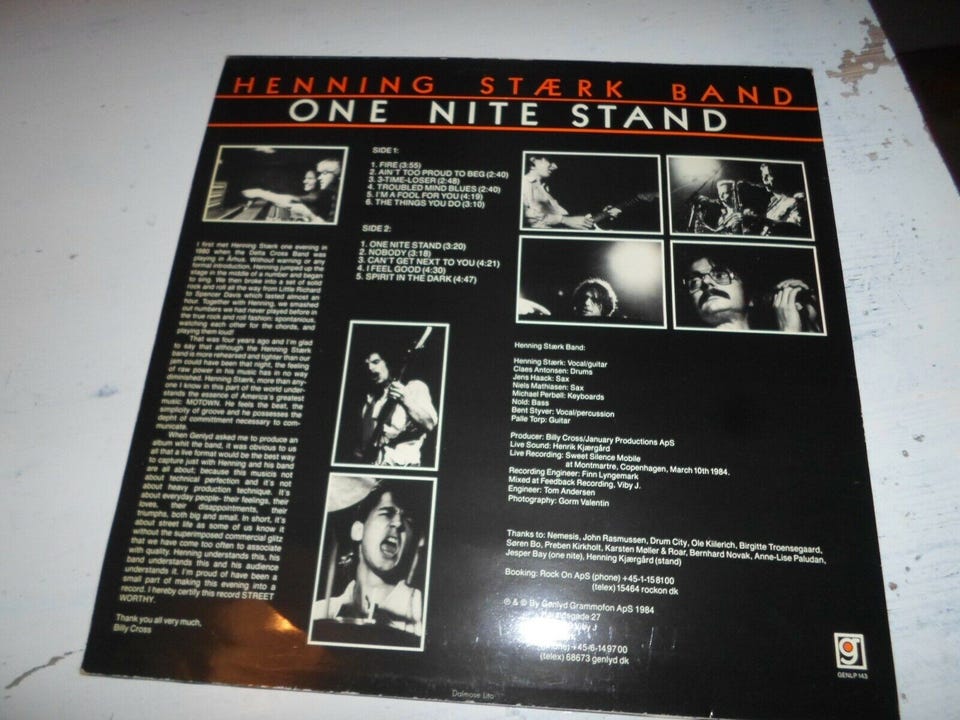 HENNING STÆRK BAND
ONE NITE STAND
SIDE 1:
1. FIRE (3:55)
2. AIN'T TOO PROUD TO BEG (2:40)
3. 3-TIME-LOSER (2:48)
4. TROUBLED MIND BLUES (2:40)
5. I'M A FOOL FOR YOU (4:19)
6. THE THINGS YOU DO (3:10)
SIDE 2:
1. ONE NITE STAND (3:20)
2. NOBODY (3:18)
3. CAN'T GET NEXT TO YOU (4:21)
4. I FEEL GOOD (4:30)
5. SPIRIT IN THE DARK (4:47)
I first met Henning Stærk one evening in
1980 when the Delta Cross Band was
playing in Århus. Without warning or any
formal introduction, Henning jumped up the
stage in the middle of a number and began
to sing. We then broke into a set of solid
rock and roll all the way from Little Richard
to Spencer Davis which lasted almost an
hour. Together with Henning, we smashed
out numbers we had never played before in
the true rock and roll fashion: spontanious,
watching each other for the chords, and
playing them loud!
That was four years ago and I'm glad
to say that although the Henning Stærk
band is more rehearsed and tighter than our
jam could have been that night, the feeling
of raw power in his music has in no way
diminished. Henning Stærk, more than any-
one I know in this part of the world under-
stands the essence of America's greatest
music: MOTOWN. He feels the beat, the
simplicity of groove and he possesses the
depht of committment necessary to com-
municate.
When Genlyd asked me to produce an
album whit the band, it was obvious to us
all that a live format would be the best way
to capture just with Henning and his band
are all about; because this musicis not
about technical perfection and it's not
about heavy production technique. It's
about everyday people- their feelings, their
loves, their disappointments, their
triumphs, both big and small. In short, it's
about street life as some of us know it
without the superimposed commercial glitz
that we have come too often to associate
with quality. Henning understands this, his
band understands this and his audience
understands it. I'm proud of have been a
small part of making this evening into a
record. I hereby certify this record STREET
WORTHY.
Thank you all very much,
Billy Cross
Henning Stærk Band:
Henning Stærk: Vocal/guitar
Claes Antonsen: Drums
Jens Haack: Sax
Niels Mathiasen: Sax
Michael Perbøll: Keyboards
Nold: Bass
Bent Styver: Vocal/percussion
Palle Torp: Guitar
Producer: Billy Cross/January Productions ApS
Live Sound: Henrik Kjærgård
Live Recording: Sweet Silence Mobile
at Montmartre, Copenhagen, March 10th 1984.
Recording Engineer: Finn Lyngemark
Mixed at Feedback Recording, Viby J.
Engineer: Tom Andersen
Photography: Gorm Valentin
Thanks to: Nemesis, John Rasmussen, Drum City, Ole Killerich, Birgitte Troensegaard,
Søren Bo, Preben Kirkholt, Karsten Møller & Roar, Bernhard Novak, Anne-Lise Paludan,
Jesper Bay (one nite), Henning Kjærgård (stand)
Booking: Rock On ApS (phone) +45-1-15 81 00
(telex) 15464 rockon dk
℗ & © By Genlyd Grammofon ApS 1984
27
J
+45-6-14 97 00
(telex) 68673 genlyd dk
g
GENLP 143
Dalmose Lito